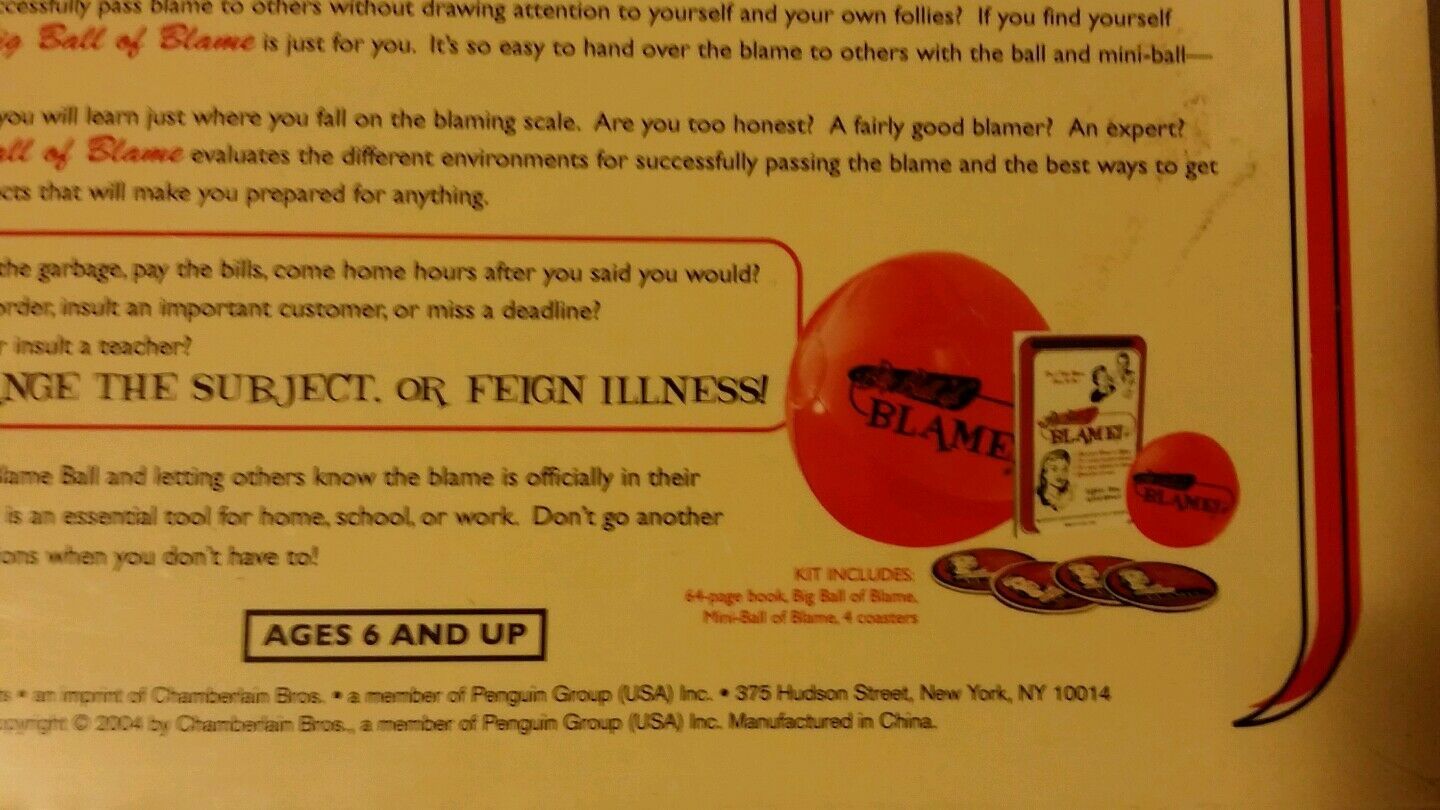 ccessfully pass blame to others without drawing attention to yourself and your own follies? If you find yourself
ig Ball of Blame is just for you. It's so easy to hand over the blame to others with the ball and mini-ball—
you will learn just where you fall on the blaming scale. Are you too honest? A fairly good blamer? An expert?
all of Blame evaluates the different environments for successfully passing the blame and the best ways to get
cts that will make you prepared for anything.
the garbage, pay the bills, come home hours after you said you would?
order, insult an important customer, or miss a deadline?
r insult a teacher?
NGE THE SUBJECT, OR FEIGN ILLNESS!
BLAME
BLAME!
BLAME!
lame Ball and letting others know the blame is officially in their
is an essential tool for home, school, or work. Don't go another
ons when you don't have to!
KIT INCLUDES:
64-page book, Big Ball of Blame,
Mini-Ball of Blame, 4 coasters
AGES 6 AND UP
ts • an imprint of Chamberlain Bros. • a member of Penguin Group (USA) Inc. • 375 Hudson Street, New York, NY 10014
opyright © 2004 by Chamberlain Bros., a member of Penguin Group (USA) Inc. Manufactured in China.